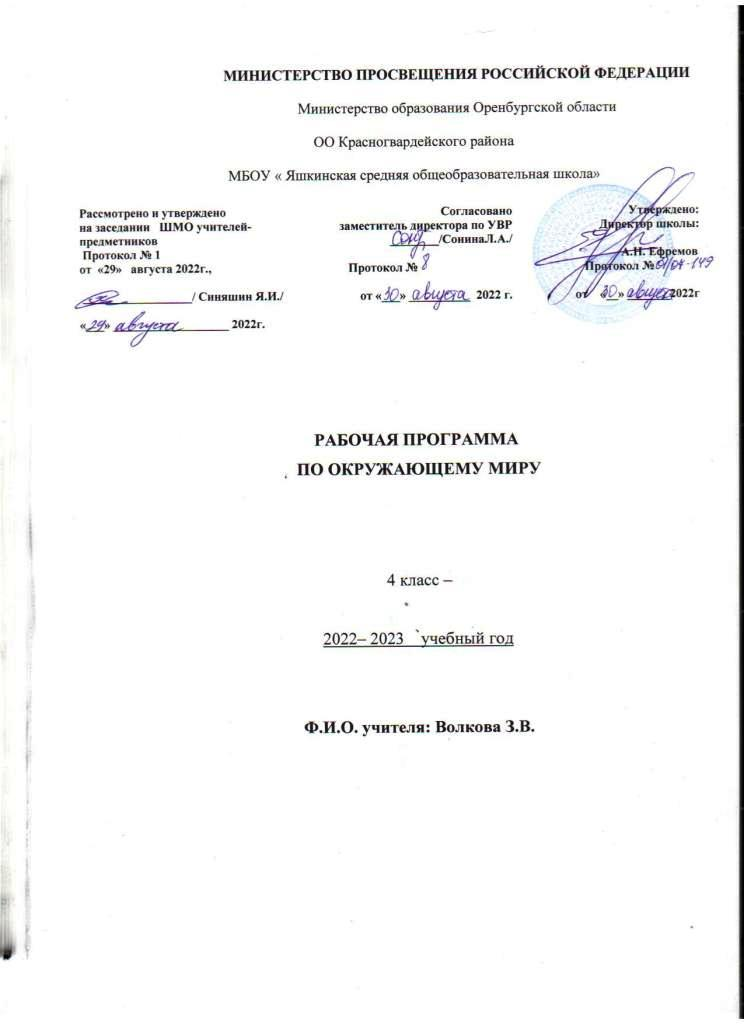 МИНИСТЕРСТВО ПРОСВЕЩЕНИЯ РОССИЙСКОЙ ФЕДЕРАЦИИ
Министерство образования Оренбургской области
ОО Красногвардейского района
МБОУ « Яшкинская средняя общеобразовательная школа»
Рассмотрено и утверждено
на заседании ШМО учителей-
предметников
Протокол № 1
от «29» августа 2022г.,
/ Синяшин Я.И./
«29» августа 2022г.
Согласовано
заместитель директора по УВР
/СонинаЛ.А./
Протокол № 8
от «30» августа 2022 г.
Утверждено:
Директор школы:
А.Н. Ефремов
Протокол № 01/04-149
от «30» августа 2022г
РАБОЧАЯ ПРОГРАММА
ПО ОКРУЖАЮЩЕМУ МИРУ
4 класс –
2022– 2023 `учебный год
Ф.И.О. учителя: Волкова З.В.